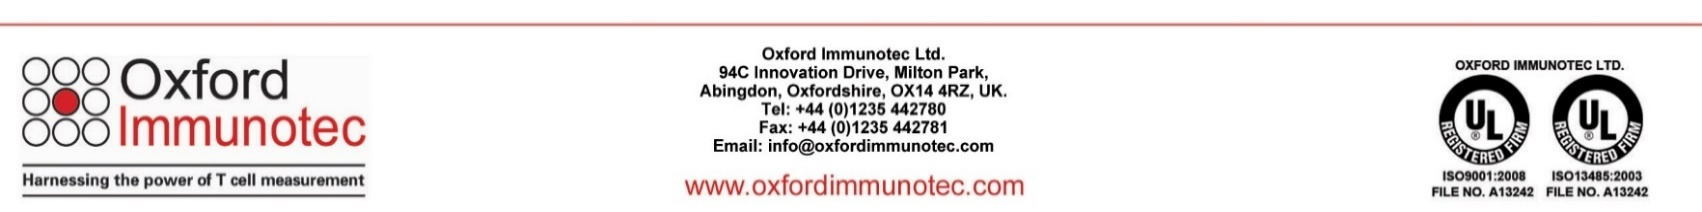 Oxford
Immunotec
Harnessing the power of T cell measurement
Oxford Immunotec Ltd.
94C Innovation Drive, Milton Park,
Abingdon, Oxfordshire, OX14 4RZ, UK.
Tel: +44 (0)1235 442780
Fax: +44 (0)1235 442781
Email: info@oxfordimmunotec.com
www.oxfordimmunotec.com
OXFORD IMMUNOTEC LTD.
UL ®
REGISTERED FIRM
ISO9001:2008
FILE NO. A13242
UL ®
REGISTERED FIRM
ISO13485:2003
FILE NO. A13242